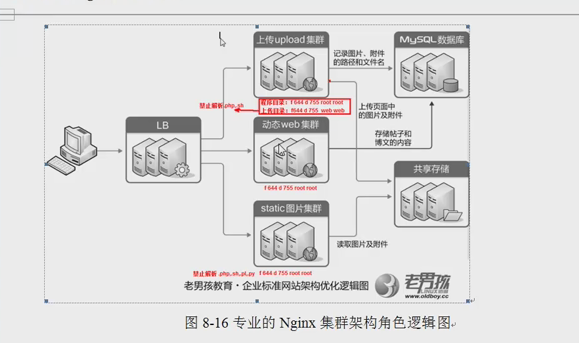 上传upload集群
记录图片、附件
的路径和文件名
MySQL数据库
禁止解析.php,sh
程序目录：f 644 d 755 root root
上传目录：f644 d 755 web web
上传页面中
的图片及附件
LB
动态web集群
存储帖子和
博文的内容
f 644 d 755 root root
共享存储
static图片集群
读取图片及附件
禁止解析 .php,sh,pl,py f 644 d 755 root root
老男孩教育·企业标准网站架构优化逻辑图
老男孩
www.oldboy.cc
图 8-16 专业的 Nginx 集群架构角色逻辑图